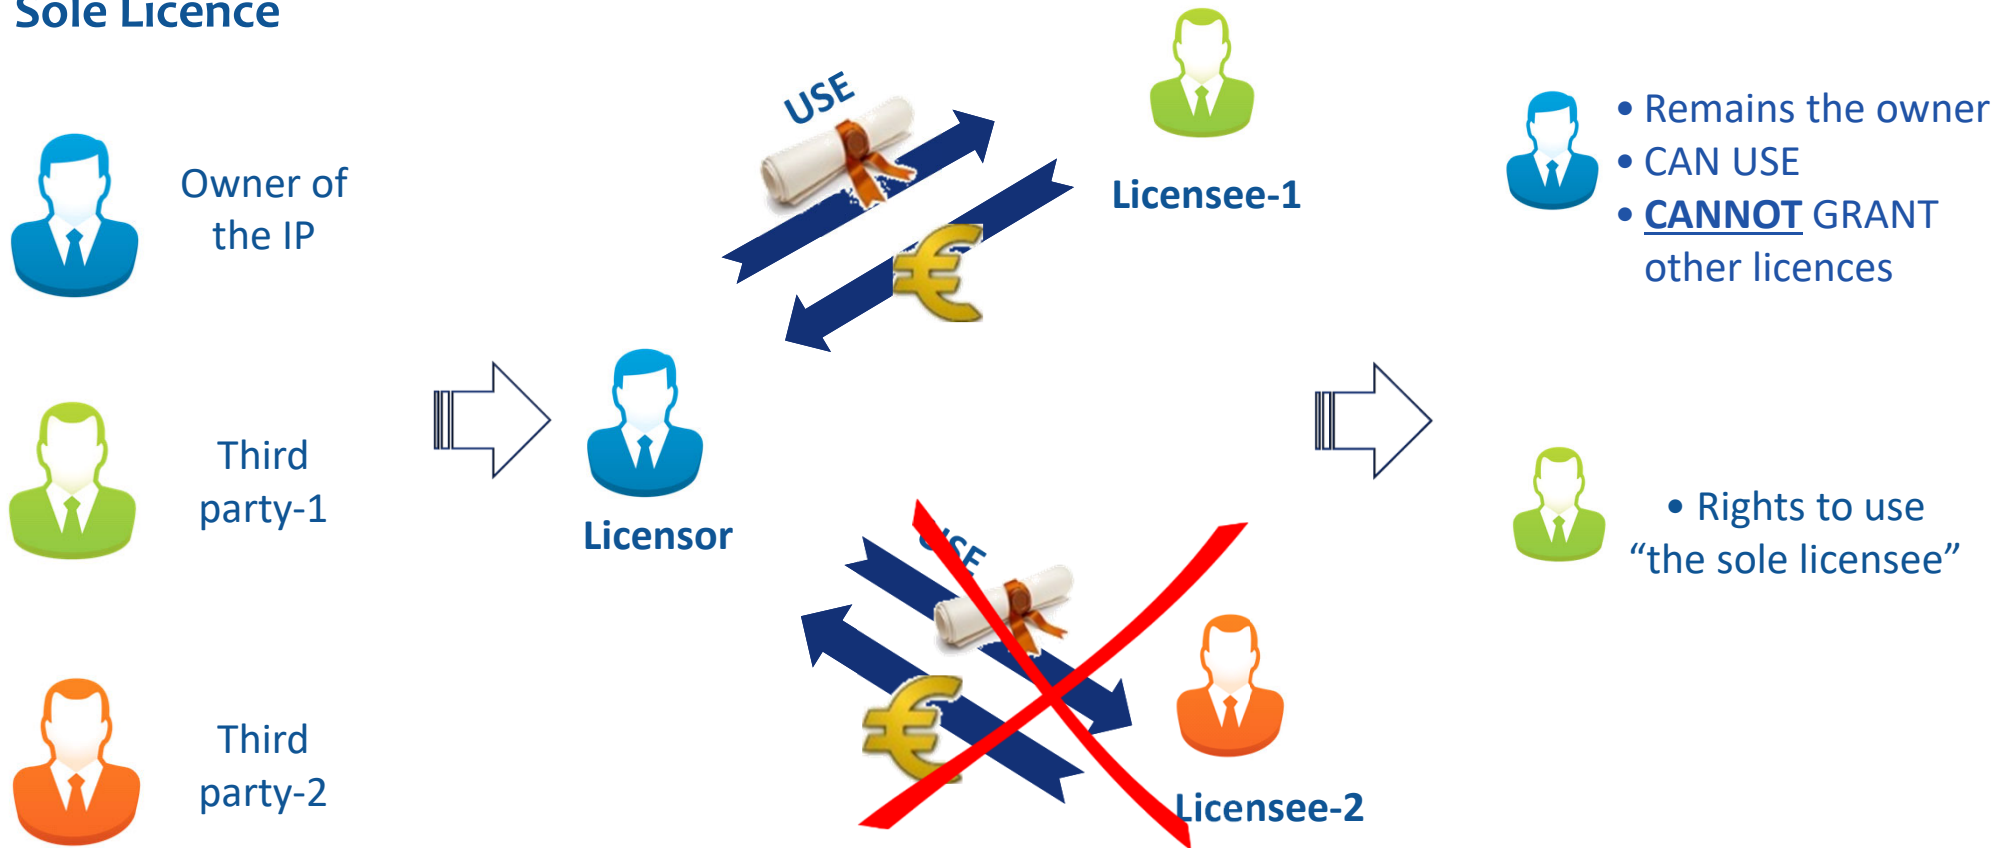 Sole Licence
Owner of
the IP
Third
party-1
Third
party-2
Licensor
USE
Licensee-1
USE
Licensee-2
• Remains the owner
• CAN USE
• CANNOT GRANT
other licences
• Rights to use
“the sole licensee”